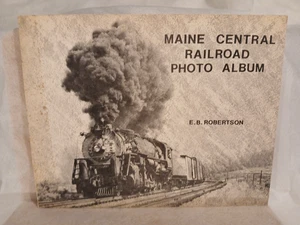 MAINE CENTRAL
RAILROAD
PHOTO ALBUM
E.B. ROBERTSON